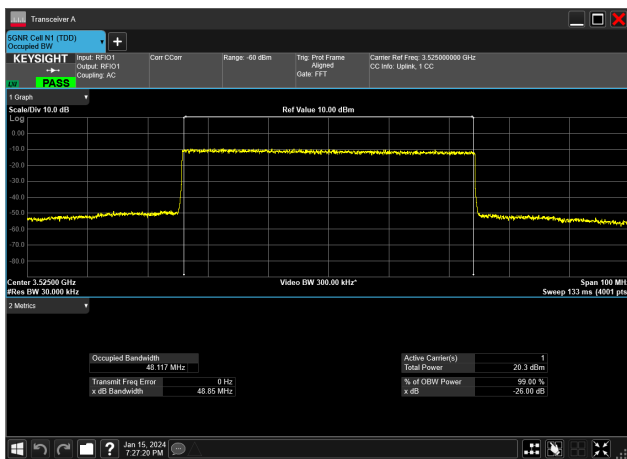 Transceiver A
5GNR Cell N1 (TDD)
Occupied BW
KEYSIGHT
LXI
PASS
Input: RFIO1
Output: RFIO1
Coupling: AC
Corr CCorr
Range: -60 dBm
Trig: Prot Frame
Aligned
Gate: FFT
Carrier Ref Freq: 3.525000000 GHz
CC Info: Uplink, 1 CC
1 Graph
Scale/Div 10.0 dB
Ref Value 10.00 dBm
Log
0.00
-10.0
-20.0
-30.0
-40.0
-50.0
-60.0
-70.0
-80.0
Center 3.52500 GHz
#Res BW 30.000 kHz
Video BW 300.00 kHz*
Span 100 MHz
Sweep 133 ms (4001 pts
2 Metrics
Occupied Bandwidth
48.117 MHz
Transmit Freq Error 0 Hz
x dB Bandwidth 48.85 MHz
Active Carrier(s) 1
Total Power 20.3 dBm
% of OBW Power 99.00 %
x dB -26.00 dB
?
Jan 15, 2024
7:27:20 PM